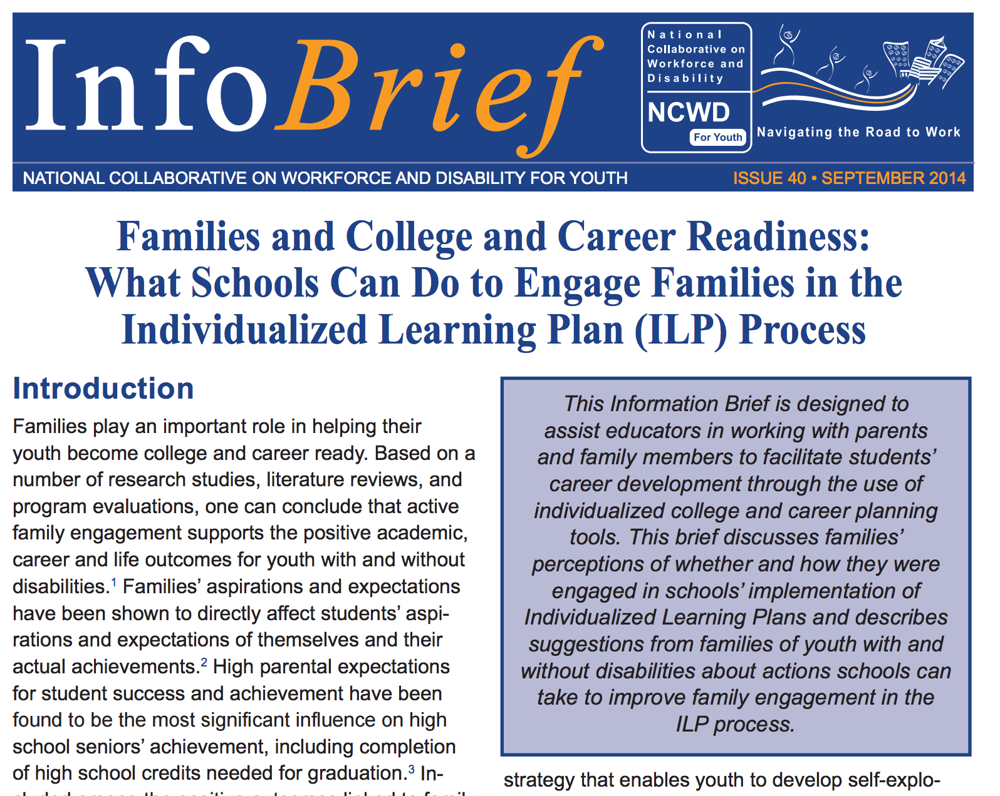 InfoBrief
National
Collaborative on
Workforce and
Disability
NCWD
For Youth
Navigating the Road to Work
NATIONAL COLLABORATIVE ON WORKFORCE AND DISABILITY FOR YOUTH
ISSUE 40 • SEPTEMBER 2014
Families and College and Career Readiness:
What Schools Can Do to Engage Families in the
Individualized Learning Plan (ILP) Process
Introduction
Families play an important role in helping their
youth become college and career ready. Based on a
number of research studies, literature reviews, and
program evaluations, one can conclude that active
family engagement supports the positive academic,
career and life outcomes for youth with and without
disabilities.1 Families’ aspirations and expectations
have been shown to directly affect students’ aspi-
rations and expectations of themselves and their
actual achievements.2 High parental expectations
for student success and achievement have been
found to be the most significant influence on high
school seniors’ achievement, including completion
of high school credits needed for graduation.3 In-
cluded among the positive outcomes linked to family
This Information Brief is designed to
assist educators in working with parents
and family members to facilitate students’
career development through the use of
individualized college and career planning
tools. This brief discusses families’
perceptions of whether and how they were
engaged in schools’ implementation of
Individualized Learning Plans and describes
suggestions from families of youth with and
without disabilities about actions schools can
take to improve family engagement in the
ILP process.
strategy that enables youth to develop self-explo-